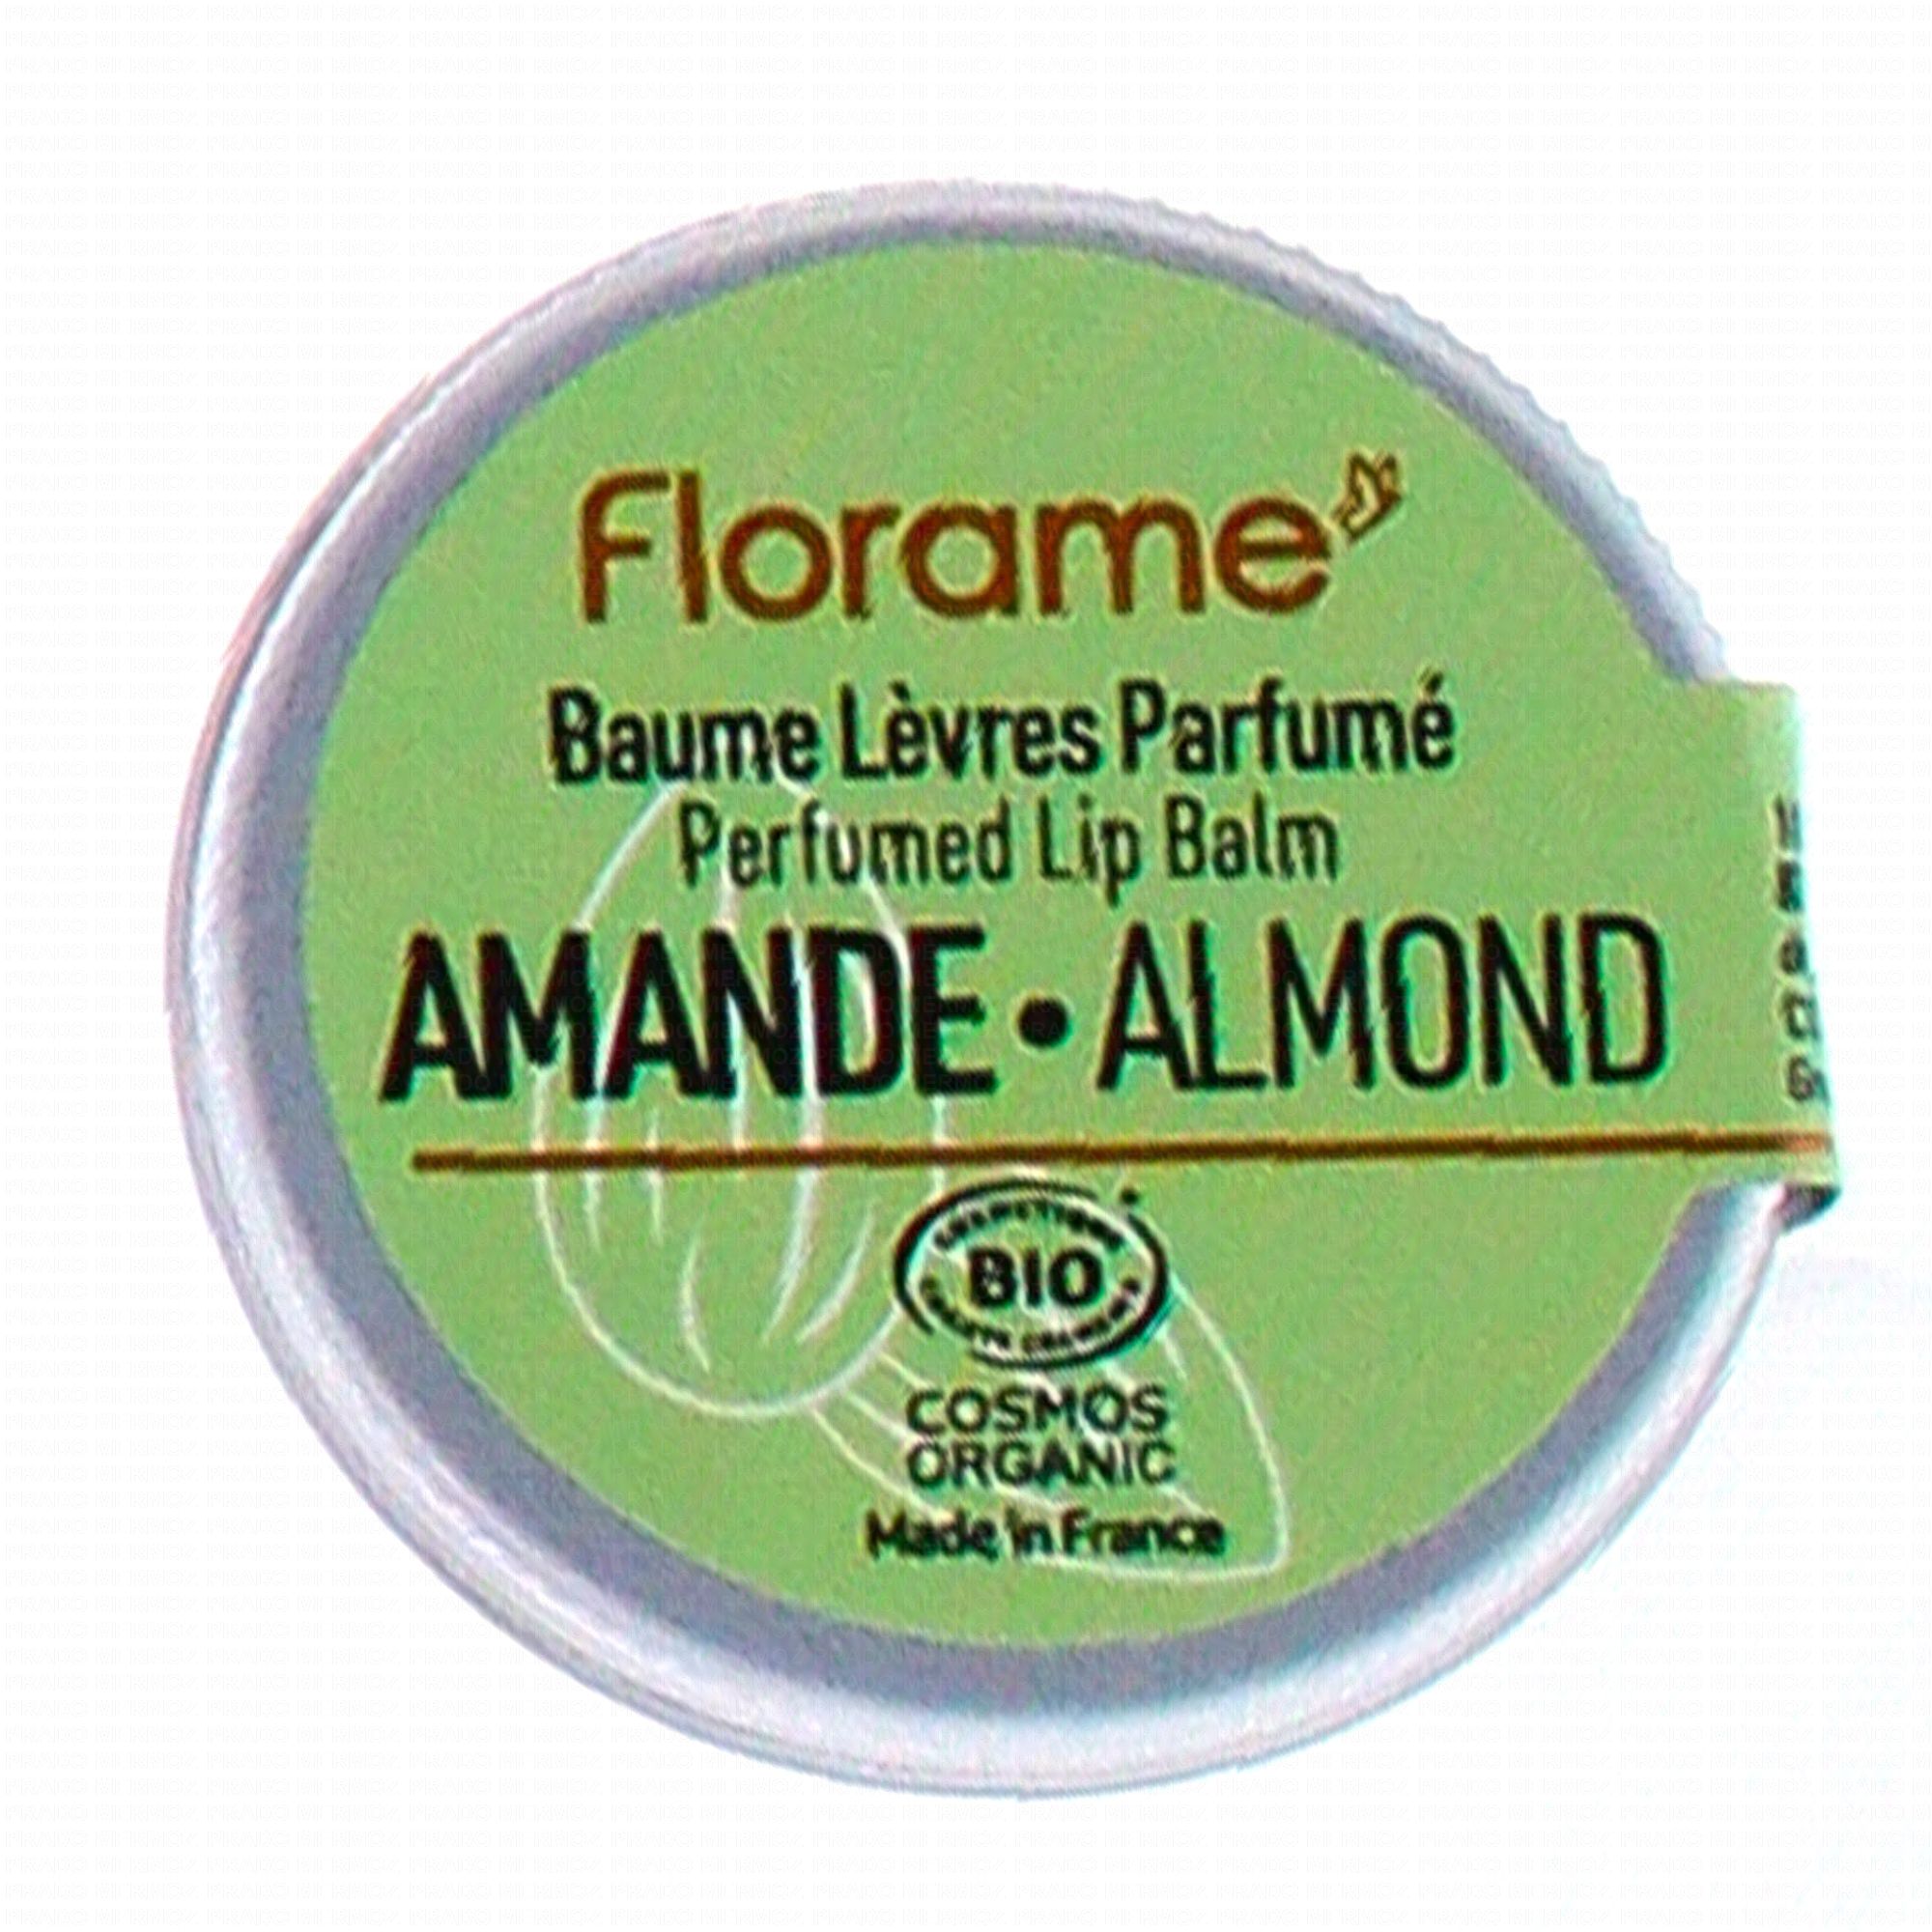 Florame
Baume Lèvres Parfumé
Perfumed Lip Balm
AMANDE • ALMOND
BIO
COSMOS
ORGANIC
Made in France